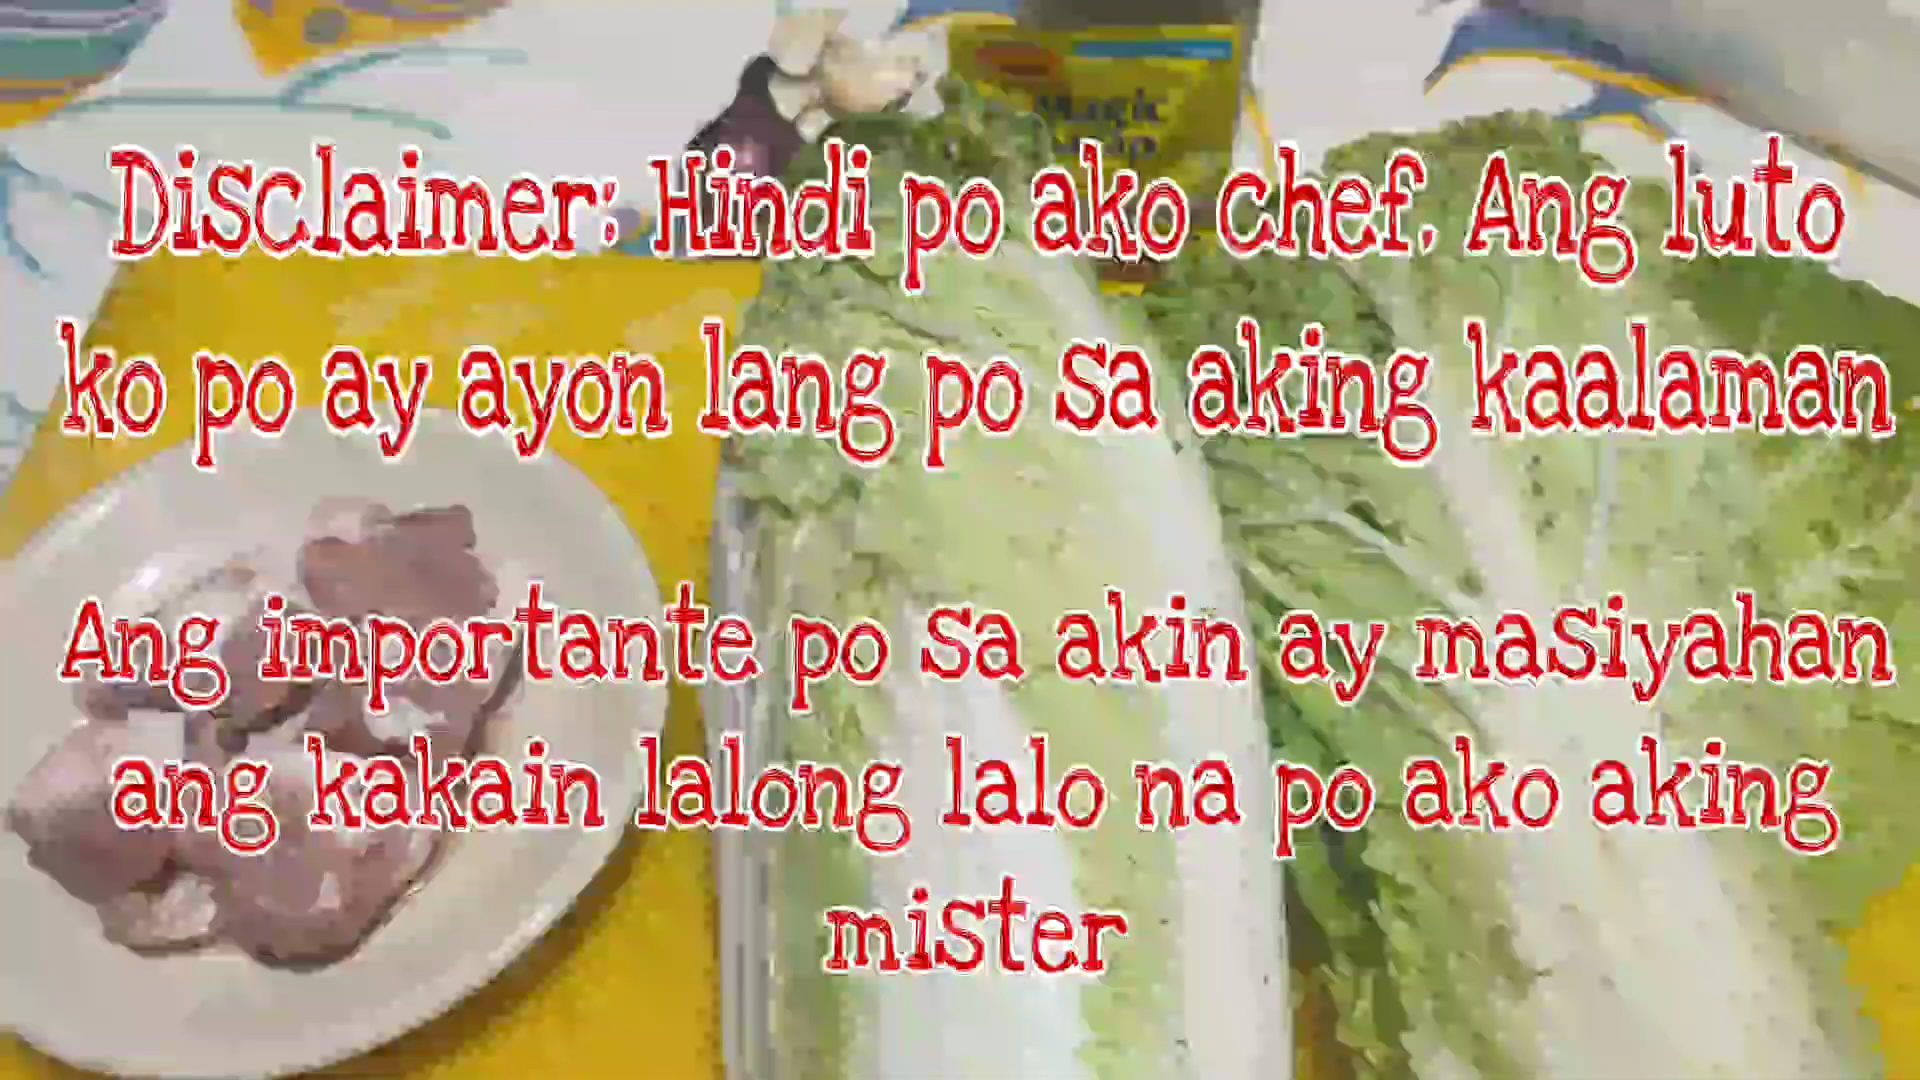 Disclaimer: Hindi po ako chef. Ang luto
ko po ay ayon lang po sa aking kaalaman
Ang importante po sa akin ay masiyahan
ang kakain lalong lalo na po ako aking
mister
Magic